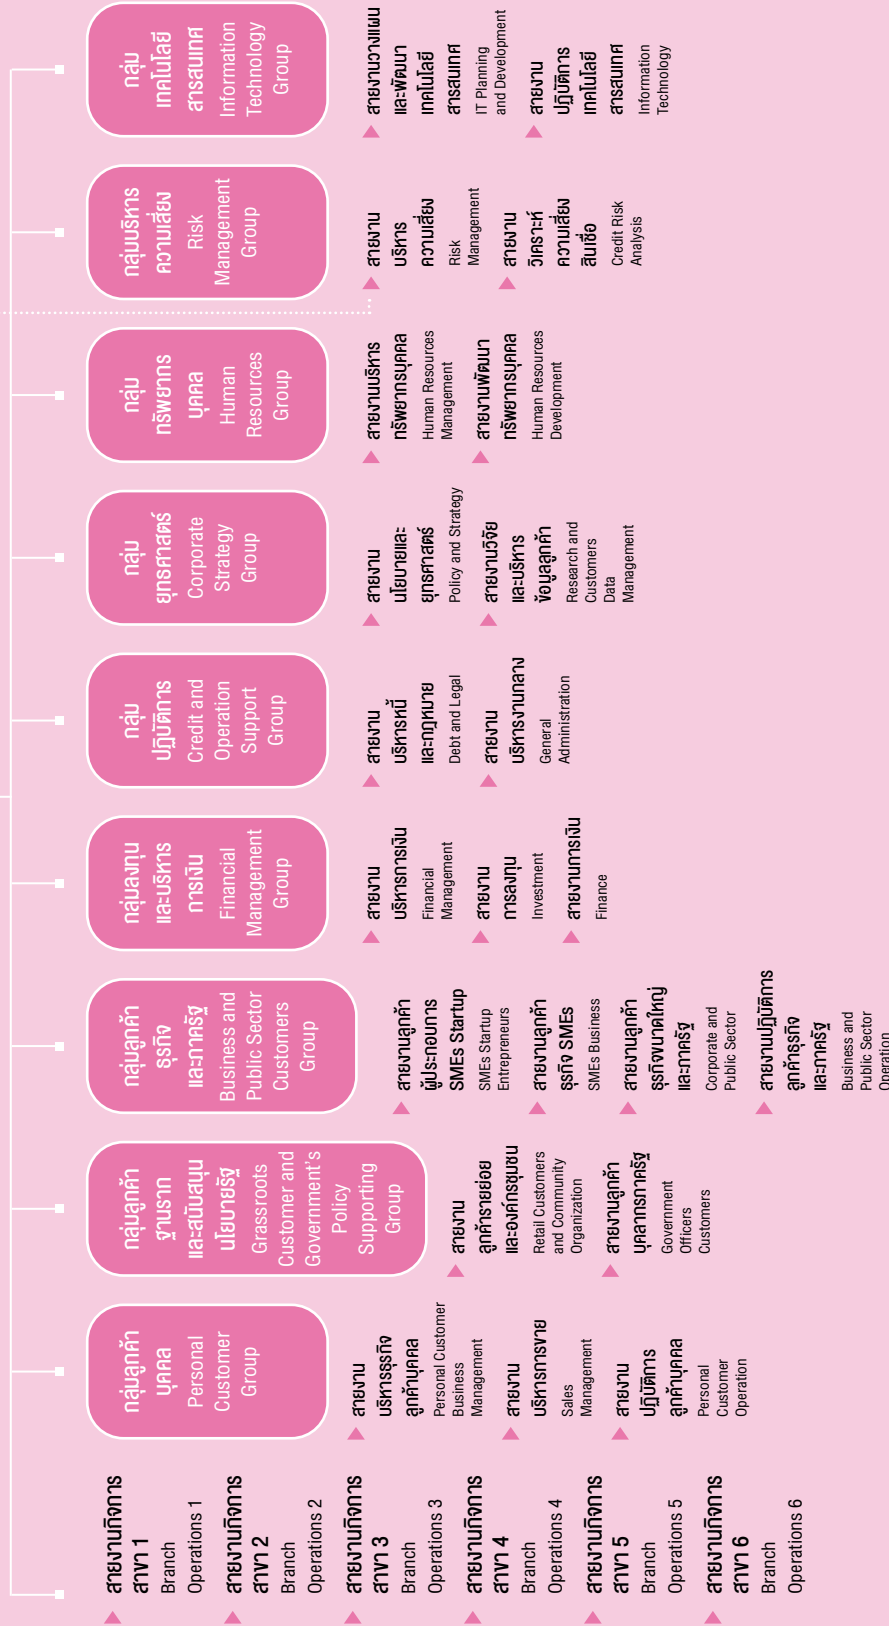 สายงานกิจการ
สาขา 1
Branch
Operations 1
สายงานกิจการ
สาขา 2
Branch
Operations 2
สายงานกิจการ
สาขา 3
Branch
Operations 3
สายงานกิจการ
สาขา 4
Branch
Operations 4
สายงานกิจการ
สาขา 5
Branch
Operations 5
สายงานกิจการ
สาขา 6
Branch
Operations 6
กลุ่มลูกค้า
บุคคล
Personal
Customer
Group
สายงาน
บริหารธุรกิจ
ลูกค้าบุคคล
Personal Customer
Business
Management
สายงาน
บริหารการขาย
Sales
Management
สายงาน
ปฏิบัติการ
ลูกค้าบุคคล
Personal
Customer
Operation
กลุ่มลูกค้า
ฐานราก
และสนับสนุน
นโยบายรัฐ
Grassroots
Customer and
Government's
Policy
Supporting
Group
สายงาน
ลูกค้ารายย่อย
และองค์กรชุมชน
Retail Customers
and Community
Organization
สายงานลูกค้า
บุคลากรภาครัฐ
Government
Officers
Customers
กลุ่มลูกค้า
ธุรกิจ
และภาครัฐ
Business and
Public Sector
Customers
Group
สายงานลูกค้า
ผู้ประกอบการ
SMEs Startup
SMEs Startup
Entrepreneurs
สายงานลูกค้า
ธุรกิจ SMEs
SMEs Business
สายงานลูกค้า
ธุรกิจขนาดใหญ่
และภาครัฐ
Corporate and
Public Sector
สายงานปฏิบัติการ
ลูกค้าธุรกิจ
และภาครัฐ
Business and
Public Sector
Operation
กลุ่มลงทุน
และบริหาร
การเงิน
Financial
Management
Group
สายงาน
บริหารการเงิน
Financial
Management
สายงาน
การลงทุน
Investment
สายงานการเงิน
Finance
กลุ่ม
ปฏิบัติการ
Credit and
Operation
Support
Group
สายงาน
บริหารหนี้
และกฎหมาย
Debt and Legal
สายงาน
บริหารงานกลาง
General
Administration
กลุ่ม
ยุทธศาสตร์
Corporate
Strategy
Group
สายงาน
นโยบายและ
ยุทธศาสตร์
Policy and Strategy
สายงานวิจัย
และบริหาร
ข้อมูลลูกค้า
Research and
Customers
Data
Management
กลุ่ม
ทรัพยากร
บุคคล
Human
Resources
Group
สายงานบริหาร
ทรัพยากรบุคคล
Human Resources
Management
สายงานพัฒนา
ทรัพยากรบุคคล
Human Resources
Development
กลุ่มบริหาร
ความเสี่ยง
Risk
Management
Group
สายงาน
บริหาร
ความเสี่ยง
Risk
Management
สายงาน
วิเคราะห์
ความเสี่ยง
สินเชื่อ
Credit Risk
Analysis
กลุ่ม
เทคโนโลยี
สารสนเทศ
Information
Technology
Group
สายงานวางแผน
และพัฒนา
เทคโนโลยี
สารสนเทศ
IT Planning
and Development
สายงาน
ปฏิบัติการ
เทคโนโลยี
สารสนเทศ
Information
Technology